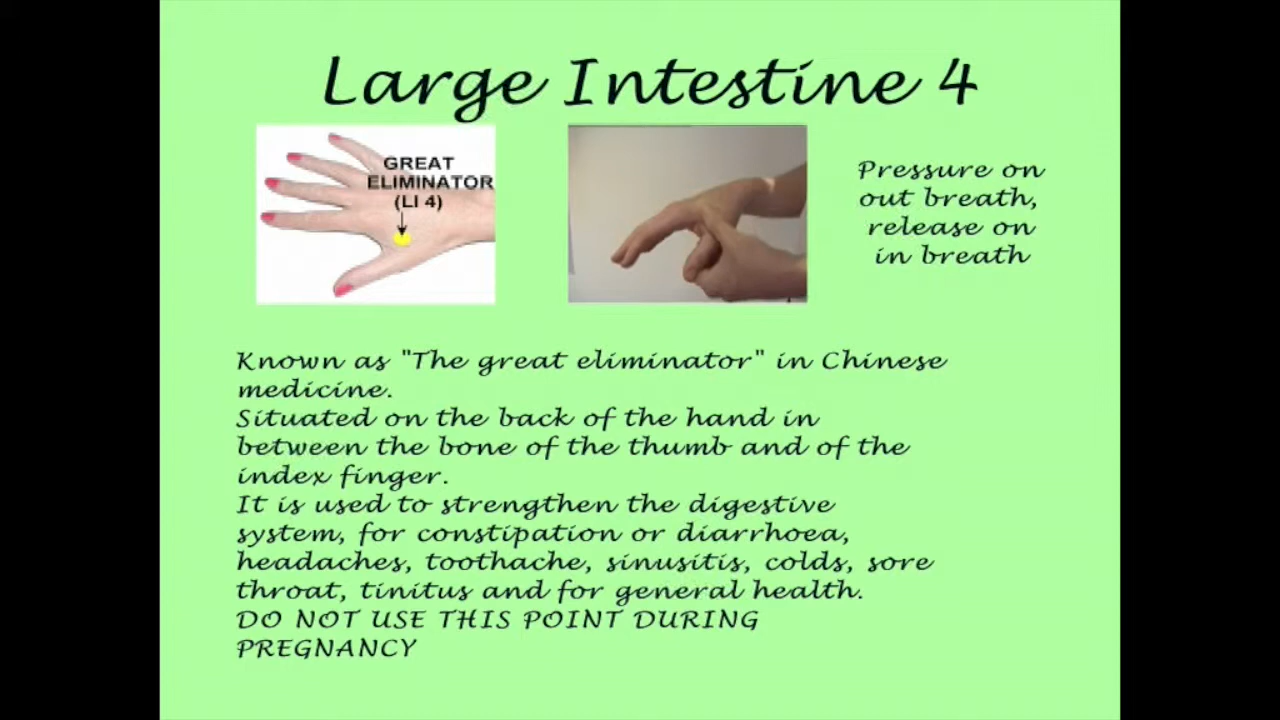 Large Intestine 4
GREAT
ELIMINATOR
(LI 4)
Pressure on
out breath,
release on
in breath
Known as "The great eliminator" in Chinese
medicine.
Situated on the back of the hand in
between the bone of the thumb and of the
index finger.
It is used to strengthen the digestive
system, for constipation or diarrhoea,
headaches, toothache, sinusitis, colds, sore
throat, tinitus and for general health.
DO NOT USE THIS POINT DURING
PREGNANCY